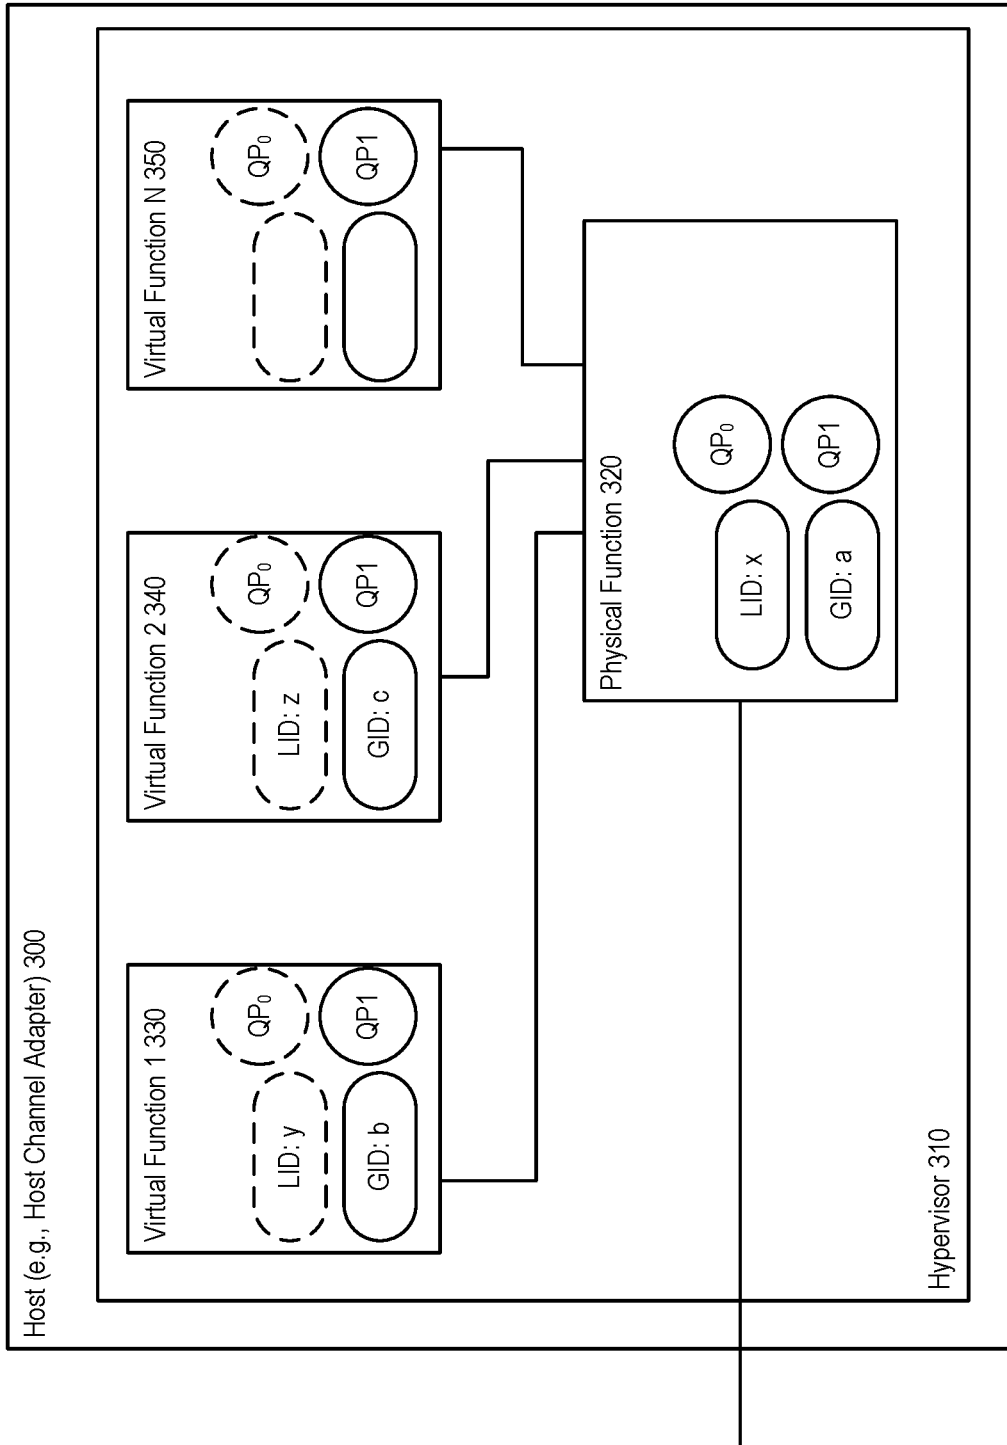 Host (e.g., Host Channel Adapter) 300
Virtual Function 1 330
LID: y
QP₀
GID: b
QP1
Virtual Function 2 340
LID: z
QP₀
GID: c
QP1
Virtual Function N 350
QP₀
QP1
Physical Function 320
LID: x
QP₀
GID: a
QP1
Hypervisor 310